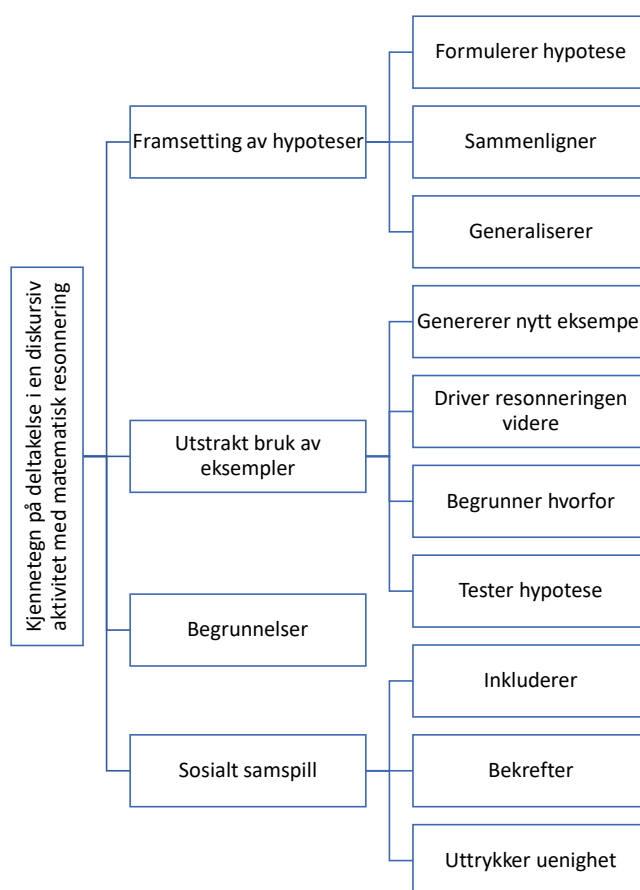 Kjennetegn på deltakelse i en diskursiv
aktivitet med matematisk resonnering
Framsetting av hypoteser
Formulerer hypotese
Sammenligner
Generaliserer
Utstrakt bruk av
eksempler
Genererer nytt eksempe
Driver resonneringen
videre
Begrunner hvorfor
Tester hypotese
Begrunnelser
Sosialt samspill
Inkluderer
Bekrefter
Uttrykker uenighet